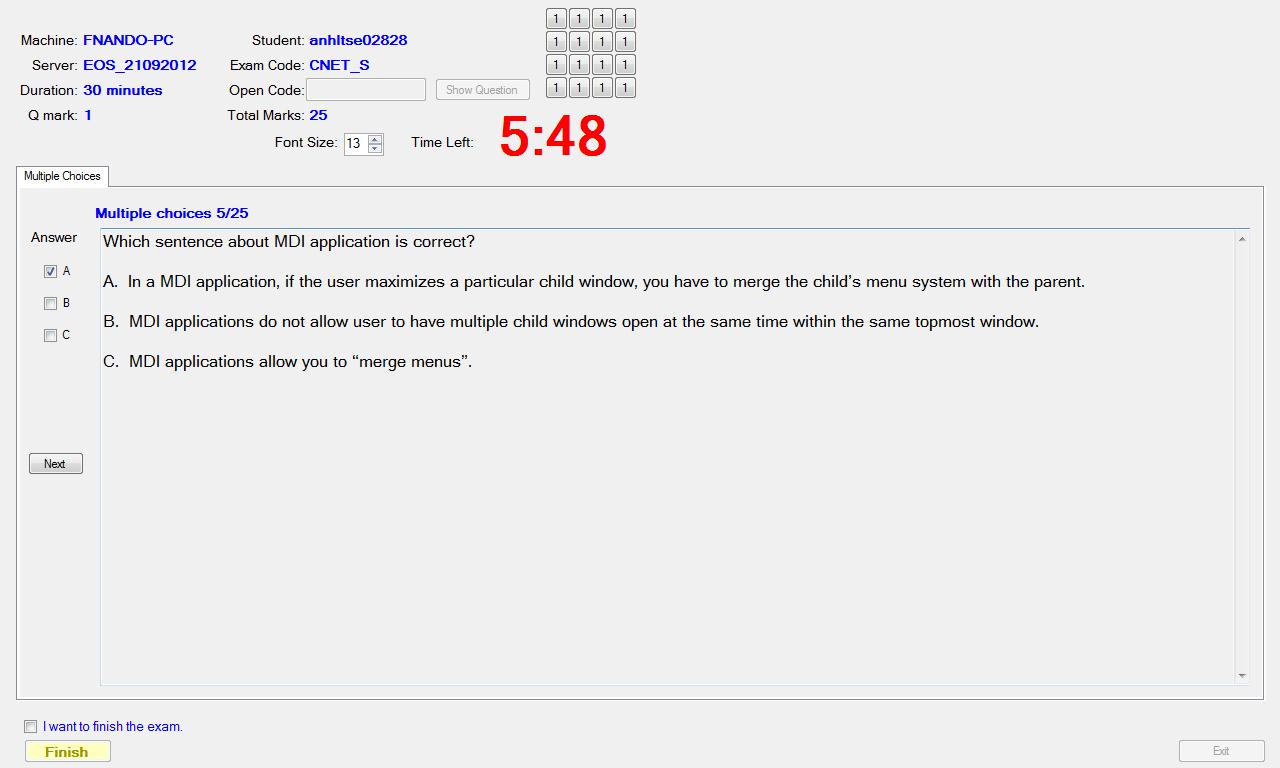 Machine: FNANDO-PC
Student: anhltse02828
Server: EOS_21092012
Exam Code: CNET_S
Duration: 30 minutes
Open Code:
Show Question
Q mark: 1
Total Marks: 25
1 1 1 1
1 1 1 1
1 1 1 1
1 1 1 1
Font Size: 13
Time Left: 5:48
Multiple Choices
Multiple choices 5/25
Answer
A
B
C
Next
Which sentence about MDI application is correct?
A. In a MDI application, if the user maximizes a particular child window, you have to merge the child’s menu system with the parent.
B. MDI applications do not allow user to have multiple child windows open at the same time within the same topmost window.
C. MDI applications allow you to “merge menus”.
I want to finish the exam.
Finish
Exit